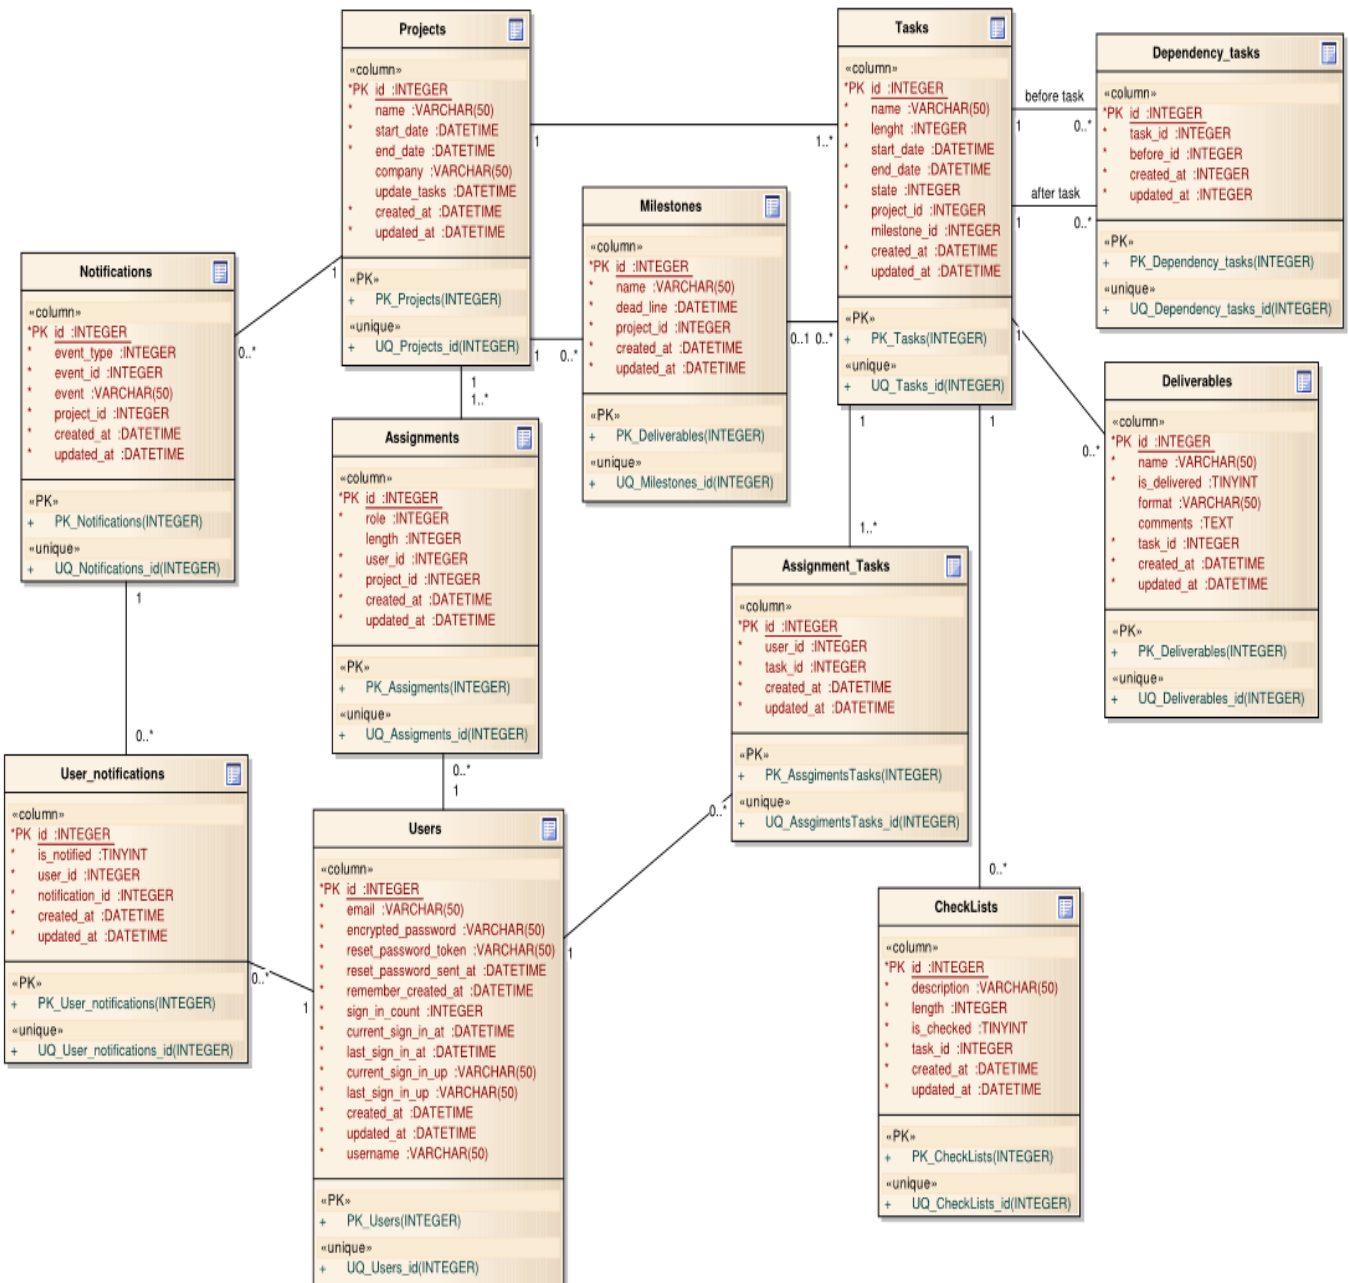 Projects
«column»
*PK id :INTEGER
* name :VARCHAR(50)
* start_date :DATETIME
* end_date :DATETIME
company :VARCHAR(50)
update_tasks :DATETIME
* created_at :DATETIME
* updated_at :DATETIME
«PK»
+ PK_Projects(INTEGER)
«unique»
+ UQ_Projects_id(INTEGER)
1
1..*
Tasks
«column»
*PK id :INTEGER
* name :VARCHAR(50)
* lenght :INTEGER
* start_date :DATETIME
* end_date :DATETIME
* state :INTEGER
* project_id :INTEGER
milestone_id :INTEGER
* created_at :DATETIME
* updated_at :DATETIME
«PK»
+ PK_Tasks(INTEGER)
«unique»
+ UQ_Tasks_id(INTEGER)
before task
1
0..*
after task
1
0..*
Dependency_tasks
«column»
*PK id :INTEGER
* task_id :INTEGER
* before_id :INTEGER
* created_at :INTEGER
* updated_at :INTEGER
«PK»
+ PK_Dependency_tasks(INTEGER)
«unique»
+ UQ_Dependency_tasks_id(INTEGER)
Milestones
«column»
*PK id :INTEGER
* name :VARCHAR(50)
* dead_line :DATETIME
* project_id :INTEGER
* created_at :DATETIME
* updated_at :DATETIME
«PK»
+ PK_Deliverables(INTEGER)
«unique»
+ UQ_Milestones_id(INTEGER)
1
0..*
0..1
0..*
Notifications
«column»
*PK id :INTEGER
* event_type :INTEGER
* event_id :INTEGER
* event :VARCHAR(50)
* project_id :INTEGER
* created_at :DATETIME
* updated_at :DATETIME
«PK»
+ PK_Notifications(INTEGER)
«unique»
+ UQ_Notifications_id(INTEGER)
1
0..*
1
0..*
1
1..*
Assignments
«column»
*PK id :INTEGER
* role :INTEGER
length :INTEGER
* user_id :INTEGER
* project_id :INTEGER
* created_at :DATETIME
* updated_at :DATETIME
«PK»
+ PK_Assigments(INTEGER)
«unique»
+ UQ_Assigments_id(INTEGER)
0..*
1
Deliverables
«column»
*PK id :INTEGER
* name :VARCHAR(50)
* is_delivered :TINYINT
format :VARCHAR(50)
comments :TEXT
* task_id :INTEGER
* created_at :DATETIME
* updated_at :DATETIME
«PK»
+ PK_Deliverables(INTEGER)
«unique»
+ UQ_Deliverables_id(INTEGER)
1
0..*
1
1..*
1
0..*
Assignment_Tasks
«column»
*PK id :INTEGER
* user_id :INTEGER
* task_id :INTEGER
* created_at :DATETIME
* updated_at :DATETIME
«PK»
+ PK_AssgimentsTasks(INTEGER)
«unique»
+ UQ_AssgimentsTasks_id(INTEGER)
0..*
1
User_notifications
«column»
*PK id :INTEGER
* is_notified :TINYINT
* user_id :INTEGER
* notification_id :INTEGER
* created_at :DATETIME
* updated_at :DATETIME
«PK»
+ PK_User_notifications(INTEGER)
«unique»
+ UQ_User_notifications_id(INTEGER)
0..*
1
Users
«column»
*PK id :INTEGER
* email :VARCHAR(50)
* encrypted_password :VARCHAR(50)
* reset_password_token :VARCHAR(50)
* reset_password_sent_at :DATETIME
* remember_created_at :DATETIME
* sign_in_count :INTEGER
* current_sign_in_at :DATETIME
* last_sign_in_at :DATETIME
* current_sign_in_up :VARCHAR(50)
* last_sign_in_up :VARCHAR(50)
* created_at :DATETIME
* updated_at :DATETIME
* username :VARCHAR(50)
«PK»
+ PK_Users(INTEGER)
«unique»
+ UQ_Users_id(INTEGER)
CheckLists
«column»
*PK id :INTEGER
* description :VARCHAR(50)
* length :INTEGER
* is_checked :TINYINT
* task_id :INTEGER
* created_at :DATETIME
* updated_at :DATETIME
«PK»
+ PK_CheckLists(INTEGER)
«unique»
+ UQ_CheckLists_id(INTEGER)